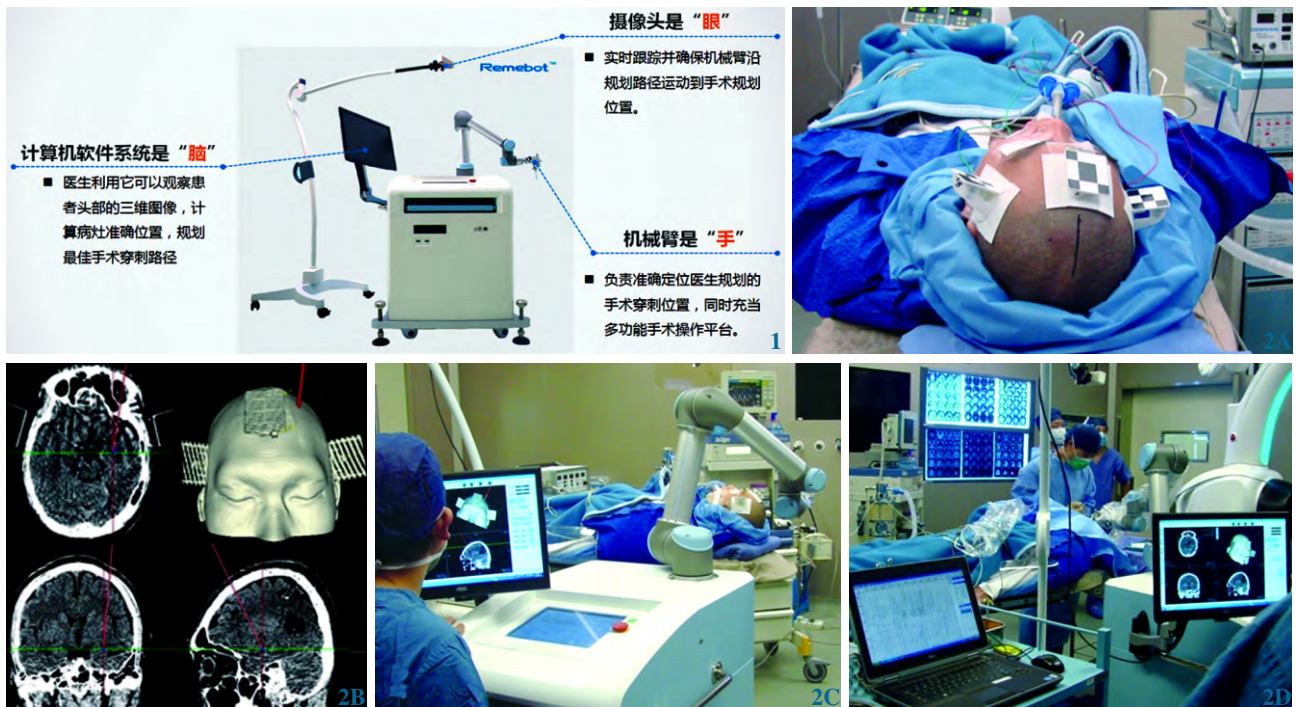 摄像头是“眼”
Remebot™
■ 实时跟踪并确保机械臂沿
规划路径运动到手术规划
位置。
计算机软件系统是“脑”
■ 医生利用它可以观察患
者头部的三维图像，计
算病灶准确位置，规划
最佳手术穿刺路径
机械臂是“手”
■ 负责准确定位医生规划的
手术穿刺位置，同时充当
多功能手术操作平台。
1
2A
2B
2C
2D